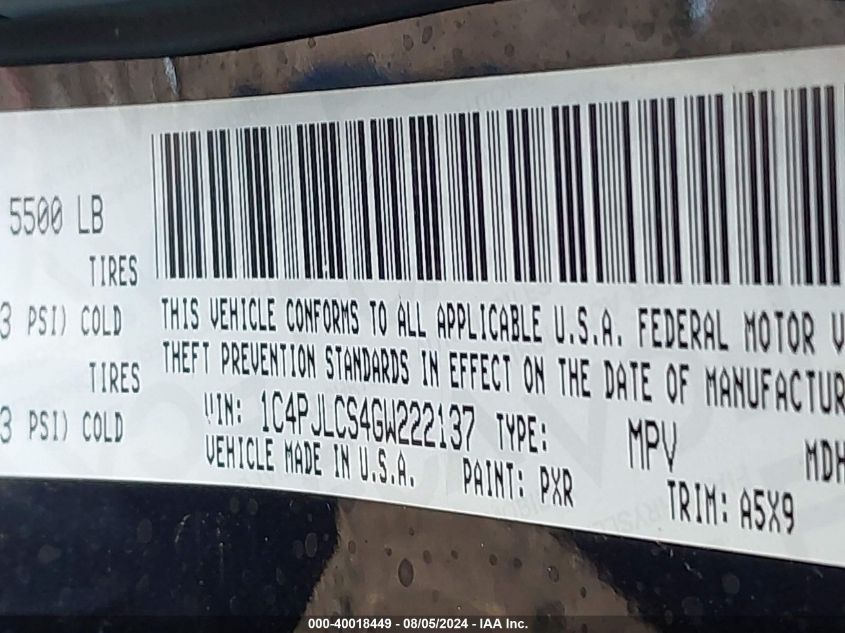 5500 LB
TIRES
3 PSI) COLD
TIRES
3 PSI) COLD
THIS VEHICLE CONFORMS TO ALL APPLICABLE U.S.A. FEDERAL MOTOR V
THEFT PREVENTION STANDARDS IN EFFECT ON THE DATE OF MANUFACTUR
VIN: 1C4PJLCS4GW222137 TYPE: MPV MDH
VEHICLE MADE IN U.S.A. PAINT: PXR TRIM: A5X9
000-40018449 - 08/05/2024 - IAA Inc.